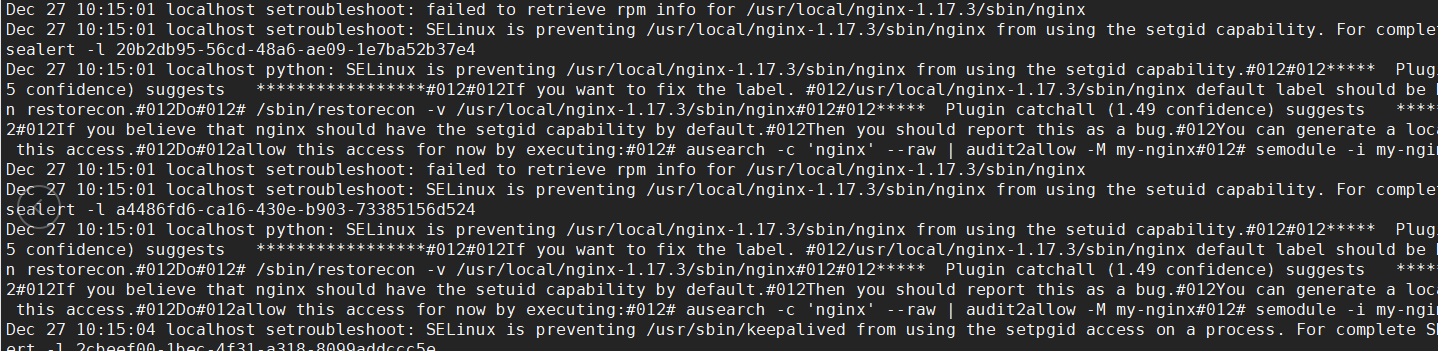 Dec 27 10:15:01 localhost setroubleshoot: failed to retrieve rpm info for /usr/local/nginx-1.17.3/sbin/nginx
Dec 27 10:15:01 localhost setroubleshoot: SELinux is preventing /usr/local/nginx-1.17.3/sbin/nginx from using the setgid capability. For complet
sealert -l 20b2db95-56cd-48a6-ae09-1e7ba52b37e4
Dec 27 10:15:01 localhost python: SELinux is preventing /usr/local/nginx-1.17.3/sbin/nginx from using the setgid capability.#012#012*****  Plug
5 confidence) suggests   *****************#012#012If you want to fix the label. #012/usr/local/nginx-1.17.3/sbin/nginx default label should be
n restorecon.#012Do#012# /sbin/restorecon -v /usr/local/nginx-1.17.3/sbin/nginx#012#012*****  Plugin catchall (1.49 confidence) suggests   ****
2#012If you believe that nginx should have the setgid capability by default.#012Then you should report this as a bug.#012You can generate a loc
this access.#012Do#012allow this access for now by executing:#012# ausearch -c 'nginx' --raw | audit2allow -M my-nginx#012# semodule -i my-ngi
Dec 27 10:15:01 localhost setroubleshoot: failed to retrieve rpm info for /usr/local/nginx-1.17.3/sbin/nginx
Dec 27 10:15:01 localhost setroubleshoot: SELinux is preventing /usr/local/nginx-1.17.3/sbin/nginx from using the setuid capability. For complet
sealert -l a4486fd6-ca16-430e-b903-73385156d524
Dec 27 10:15:01 localhost python: SELinux is preventing /usr/local/nginx-1.17.3/sbin/nginx from using the setuid capability.#012#012*****  Plug
5 confidence) suggests   *****************#012#012If you want to fix the label. #012/usr/local/nginx-1.17.3/sbin/nginx default label should be
n restorecon.#012Do#012# /sbin/restorecon -v /usr/local/nginx-1.17.3/sbin/nginx#012#012*****  Plugin catchall (1.49 confidence) suggests   ****
2#012If you believe that nginx should have the setuid capability by default.#012Then you should report this as a bug.#012You can generate a loc
this access.#012Do#012allow this access for now by executing:#012# ausearch -c 'nginx' --raw | audit2allow -M my-nginx#012# semodule -i my-ngi
Dec 27 10:15:04 localhost setroubleshoot: SELinux is preventing /usr/sbin/keepalived from using the setpgid access on a process. For complete S
ert -l 2cbeef00-1bec-4f31-a318-8099addccc5e